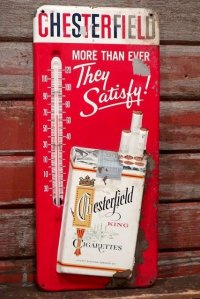 CHESTERFIELD
MORE THAN EVER
They
Satisfy!
Chesterfield
KING
CIGARETTES